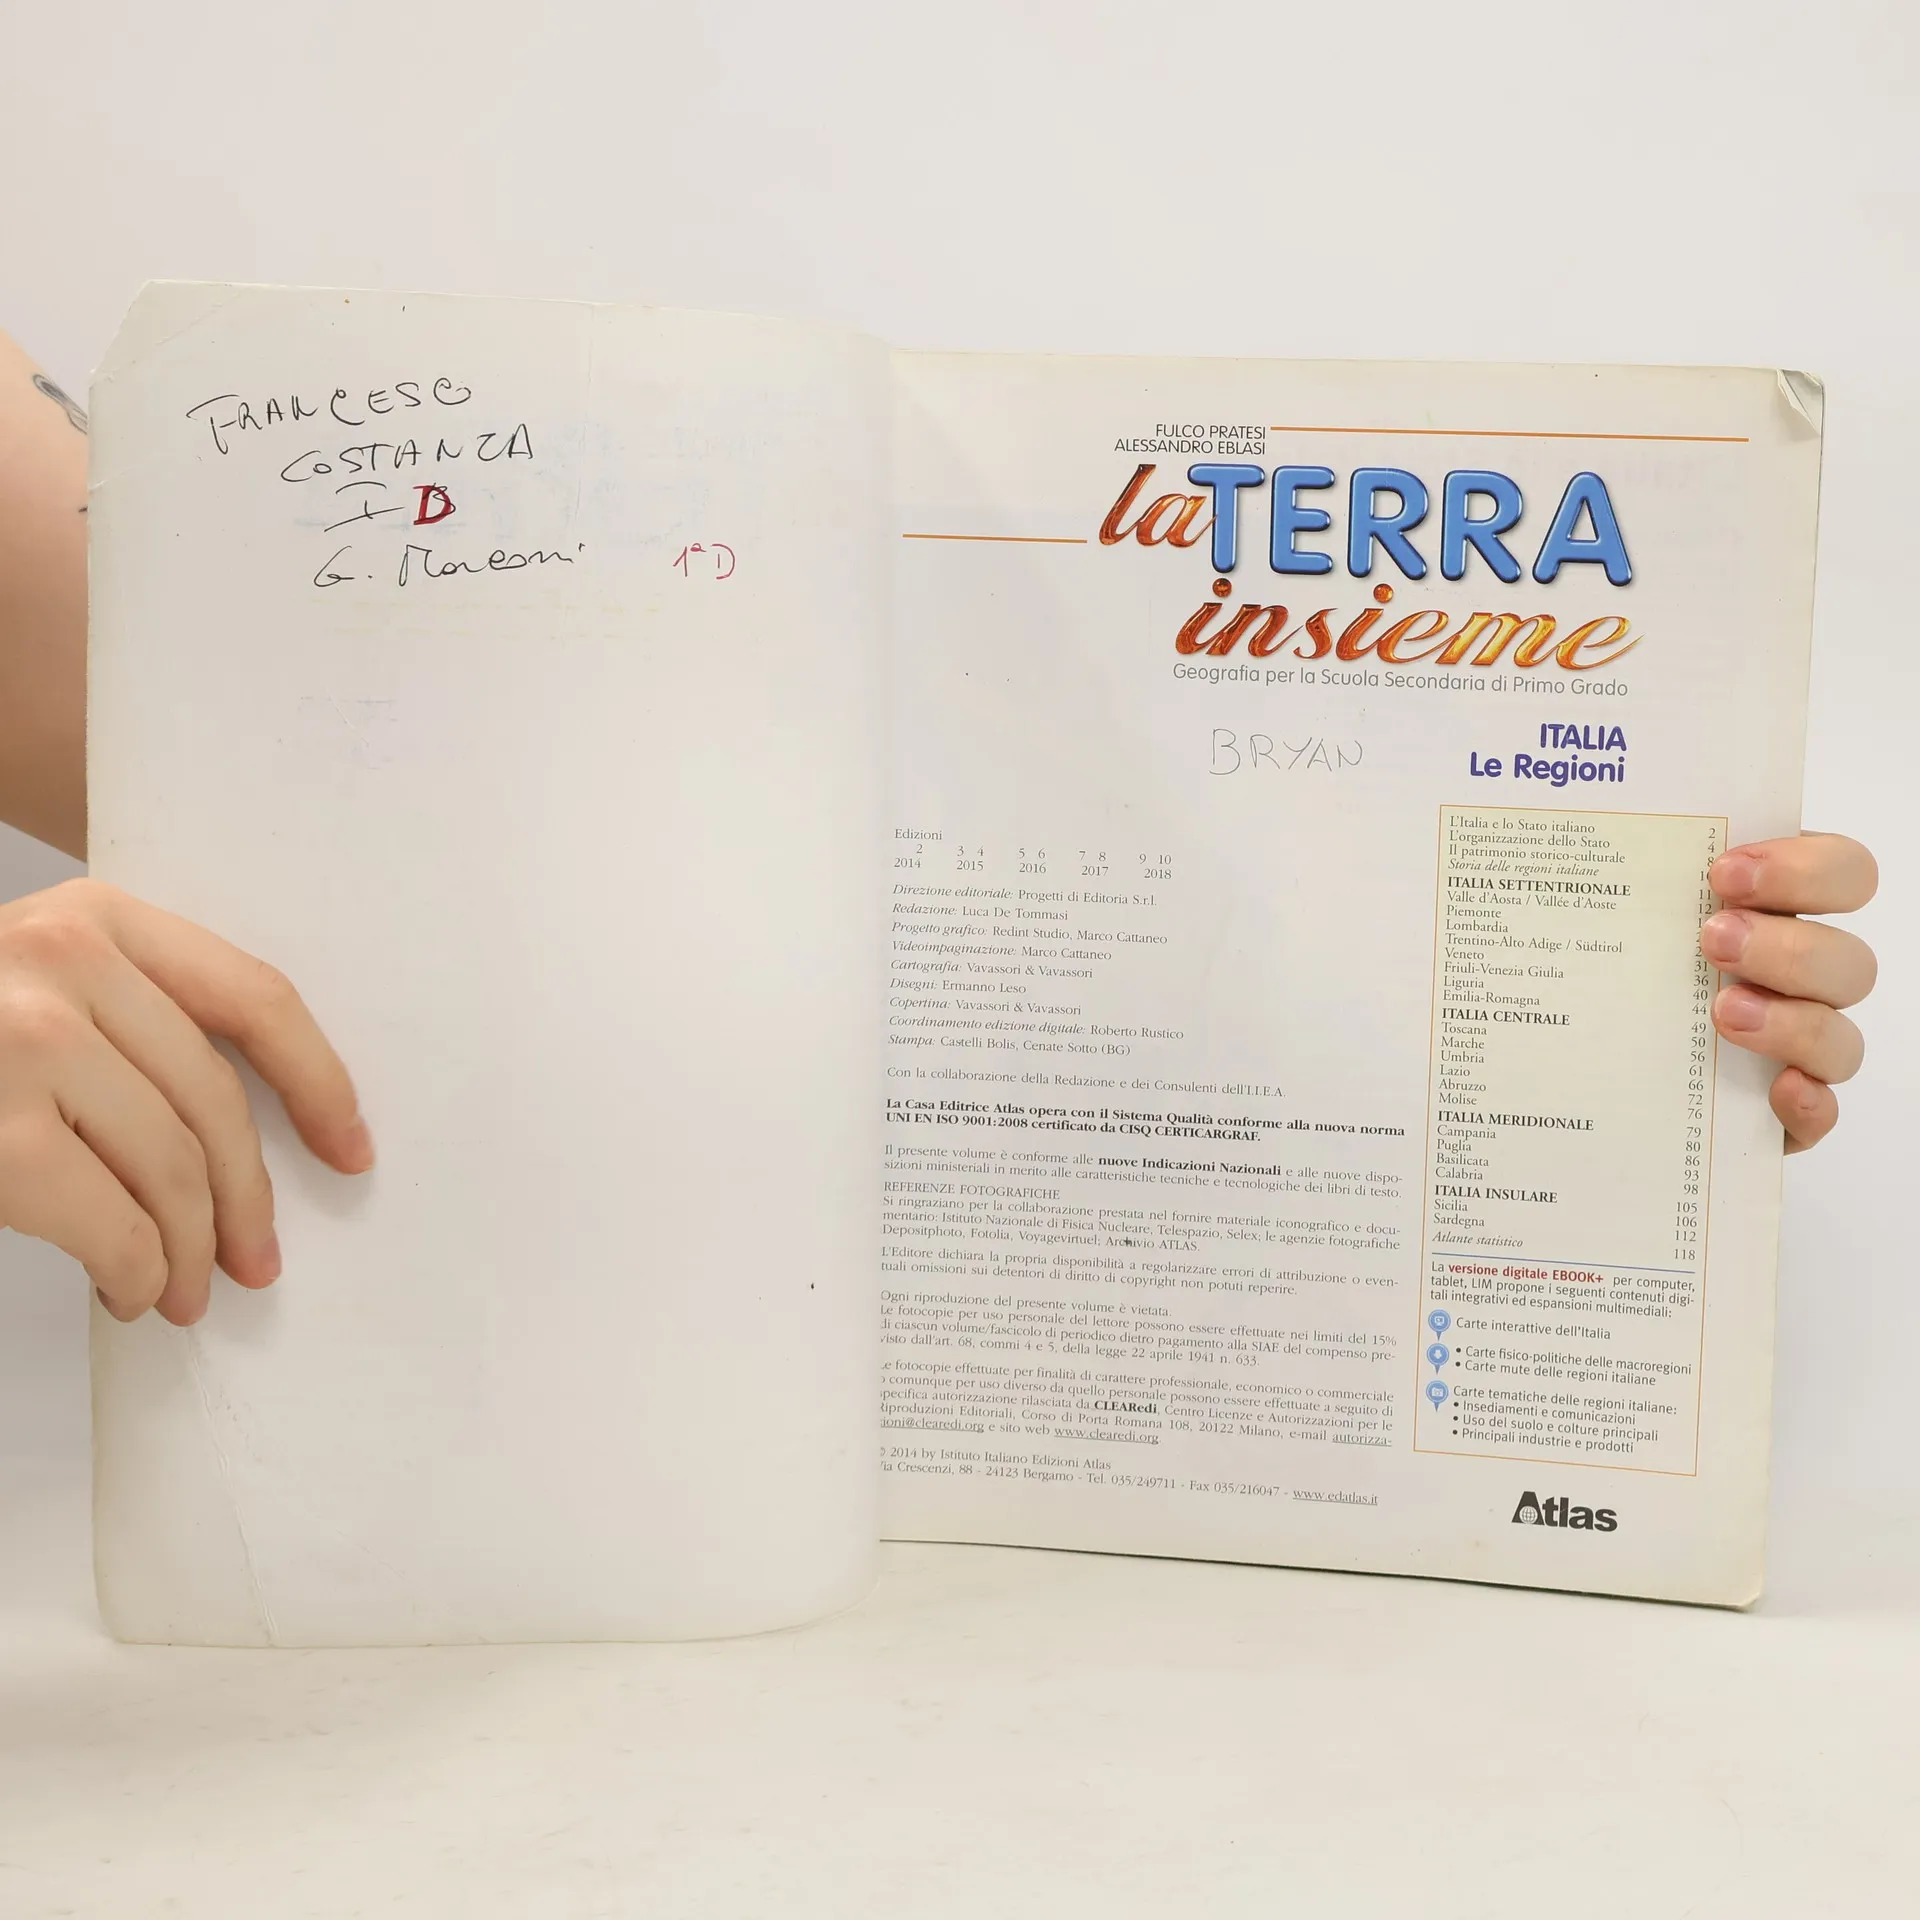 FRANCESCO
COSTANZA
I D
G. Marconi 1ª D
FULCO PRATESI
ALESSANDRO EBLASI
la TERRA
insieme
Geografia per la Scuola Secondaria di Primo Grado
BRYAN
ITALIA
Le Regioni
Edizioni
2 3 4 5 6 7 8 9 10
2014 2015 2016 2017 2018
Direzione editoriale: Progetti di Editoria S.r.l.
Redazione: Luca De Tommasi
Progetto grafico: Redint Studio, Marco Cattaneo
Videoimpaginazione: Marco Cattaneo
Cartografia: Vavassori & Vavassori
Disegni: Ermanno Leso
Copertina: Vavassori & Vavassori
Coordinamento edizione digitale: Roberto Rustico
Stampa: Castelli Bolis, Cenate Sotto (BG)
Con la collaborazione della Redazione e dei Consulenti dell'I.I.E.A.
La Casa Editrice Atlas opera con il Sistema Qualità conforme alla nuova norma
UNI EN ISO 9001:2008 certificato da CISQ CERTICARGRAF.
Il presente volume è conforme alle nuove Indicazioni Nazionali e alle nuove dispo-
sizioni ministeriali in merito alle caratteristiche tecniche e tecnologiche dei libri di testo.
REFERENZE FOTOGRAFICHE
Si ringraziano per la collaborazione prestata nel fornire materiale iconografico e docu-
mentario: Istituto Nazionale di Fisica Nucleare, Telespazio, Selex; le agenzie fotografiche
Depositphoto, Fotolia, Voyagevirtuel; Archivio ATLAS.
L'Editore dichiara la propria disponibilità a regolarizzare errori di attribuzione o even-
tuali omissioni sui detentori di diritto di copyright non potuti reperire.
Ogni riproduzione del presente volume è vietata.
Le fotocopie per uso personale del lettore possono essere effettuate nei limiti del 15%
di ciascun volume/fascicolo di periodico dietro pagamento alla SIAE del compenso pre-
visto dall'art. 68, commi 4 e 5, della legge 22 aprile 1941 n. 633.
Le fotocopie effettuate per finalità di carattere professionale, economico o commerciale
o comunque per uso diverso da quello personale possono essere effettuate a seguito di
specifica autorizzazione rilasciata da CLEARedi, Centro Licenze e Autorizzazioni per le
Riproduzioni Editoriali, Corso di Porta Romana 108, 20122 Milano, e-mail autorizza-
zioni@clearedi.org e sito web www.clearedi.org
© 2014 by Istituto Italiano Edizioni Atlas
Via Crescenzi, 88 - 24123 Bergamo - Tel. 035/249711 - Fax 035/216047 - www.edatlas.it
L'Italia e lo Stato italiano 2
L'organizzazione dello Stato 4
Il patrimonio storico-culturale 8
Storia delle regioni italiane
ITALIA SETTENTRIONALE 11
Valle d'Aosta / Vallée d'Aoste 12
Piemonte
Lombardia
Trentino-Alto Adige / Südtirol
Veneto 31
Friuli-Venezia Giulia 36
Liguria 40
Emilia-Romagna 44
ITALIA CENTRALE 49
Toscana 50
Marche 56
Umbria 61
Lazio 66
Abruzzo 72
Molise 76
ITALIA MERIDIONALE 79
Campania 80
Puglia 86
Basilicata 93
Calabria 98
ITALIA INSULARE 105
Sicilia 106
Sardegna 112
Atlante statistico 118
La versione digitale EBOOK+ per computer,
tablet, LIM propone i seguenti contenuti digi-
tali integrativi ed espansioni multimediali:
Carte interattive dell'Italia
• Carte fisico-politiche delle macroregioni
• Carte mute delle regioni italiane
Carte tematiche delle regioni italiane:
• Insediamenti e comunicazioni
• Uso del suolo e colture principali
• Principali industrie e prodotti
Atlas